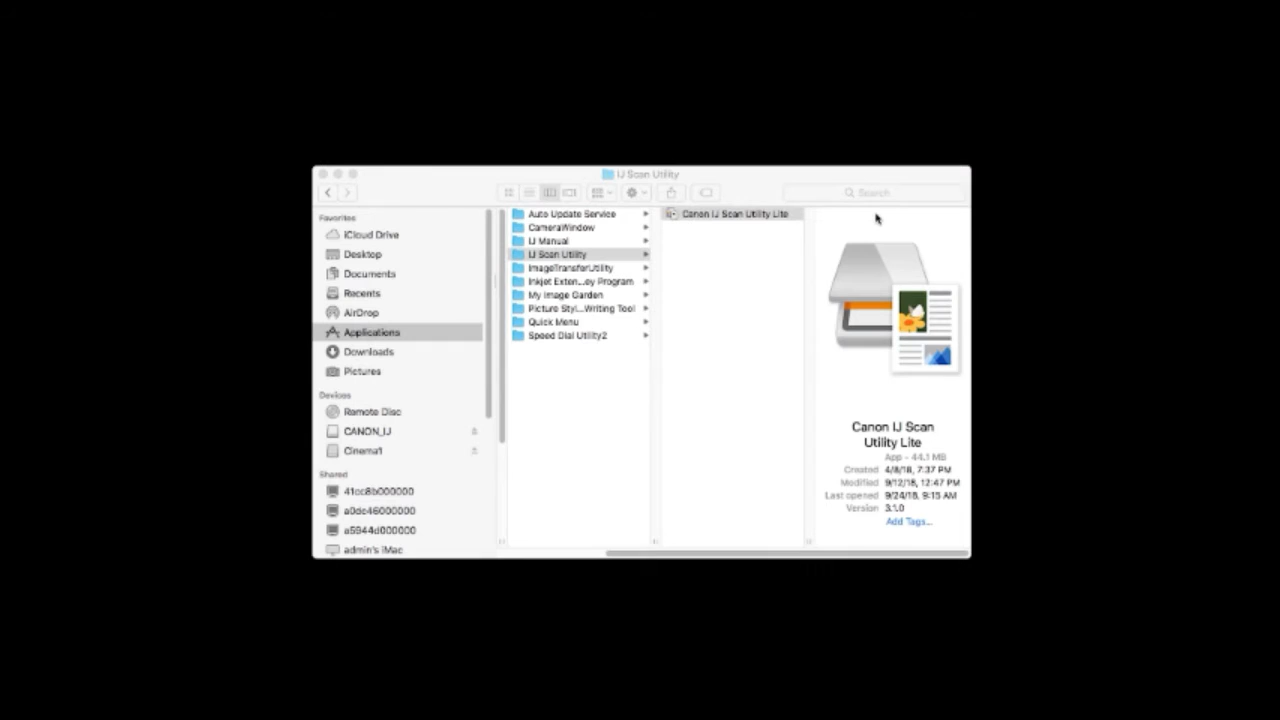 IJ Scan Utility
Search
Favorites
iCloud Drive
Desktop
Documents
Recents
AirDrop
Applications
Downloads
Pictures
Devices
Remote Disc
CANON_IJ
Cinema1
Shared
41cc8b000000
a0dc46000000
a5944d000000
admin's iMac
Auto Update Service
CameraWindow
IJ Manual
IJ Scan Utility
ImageTransferUtility
Inkjet Exten...ey Program
My Image Garden
Picture Styl...Writing Tool
Quick Menu
Speed Dial Utility2
Canon IJ Scan Utility Lite
Canon IJ Scan
Utility Lite
App - 44.1 MB
Created 4/8/18, 7:37 PM
Modified 9/12/18, 12:47 PM
Last opened 9/24/18, 9:15 AM
Version 3.1.0
Add Tags...